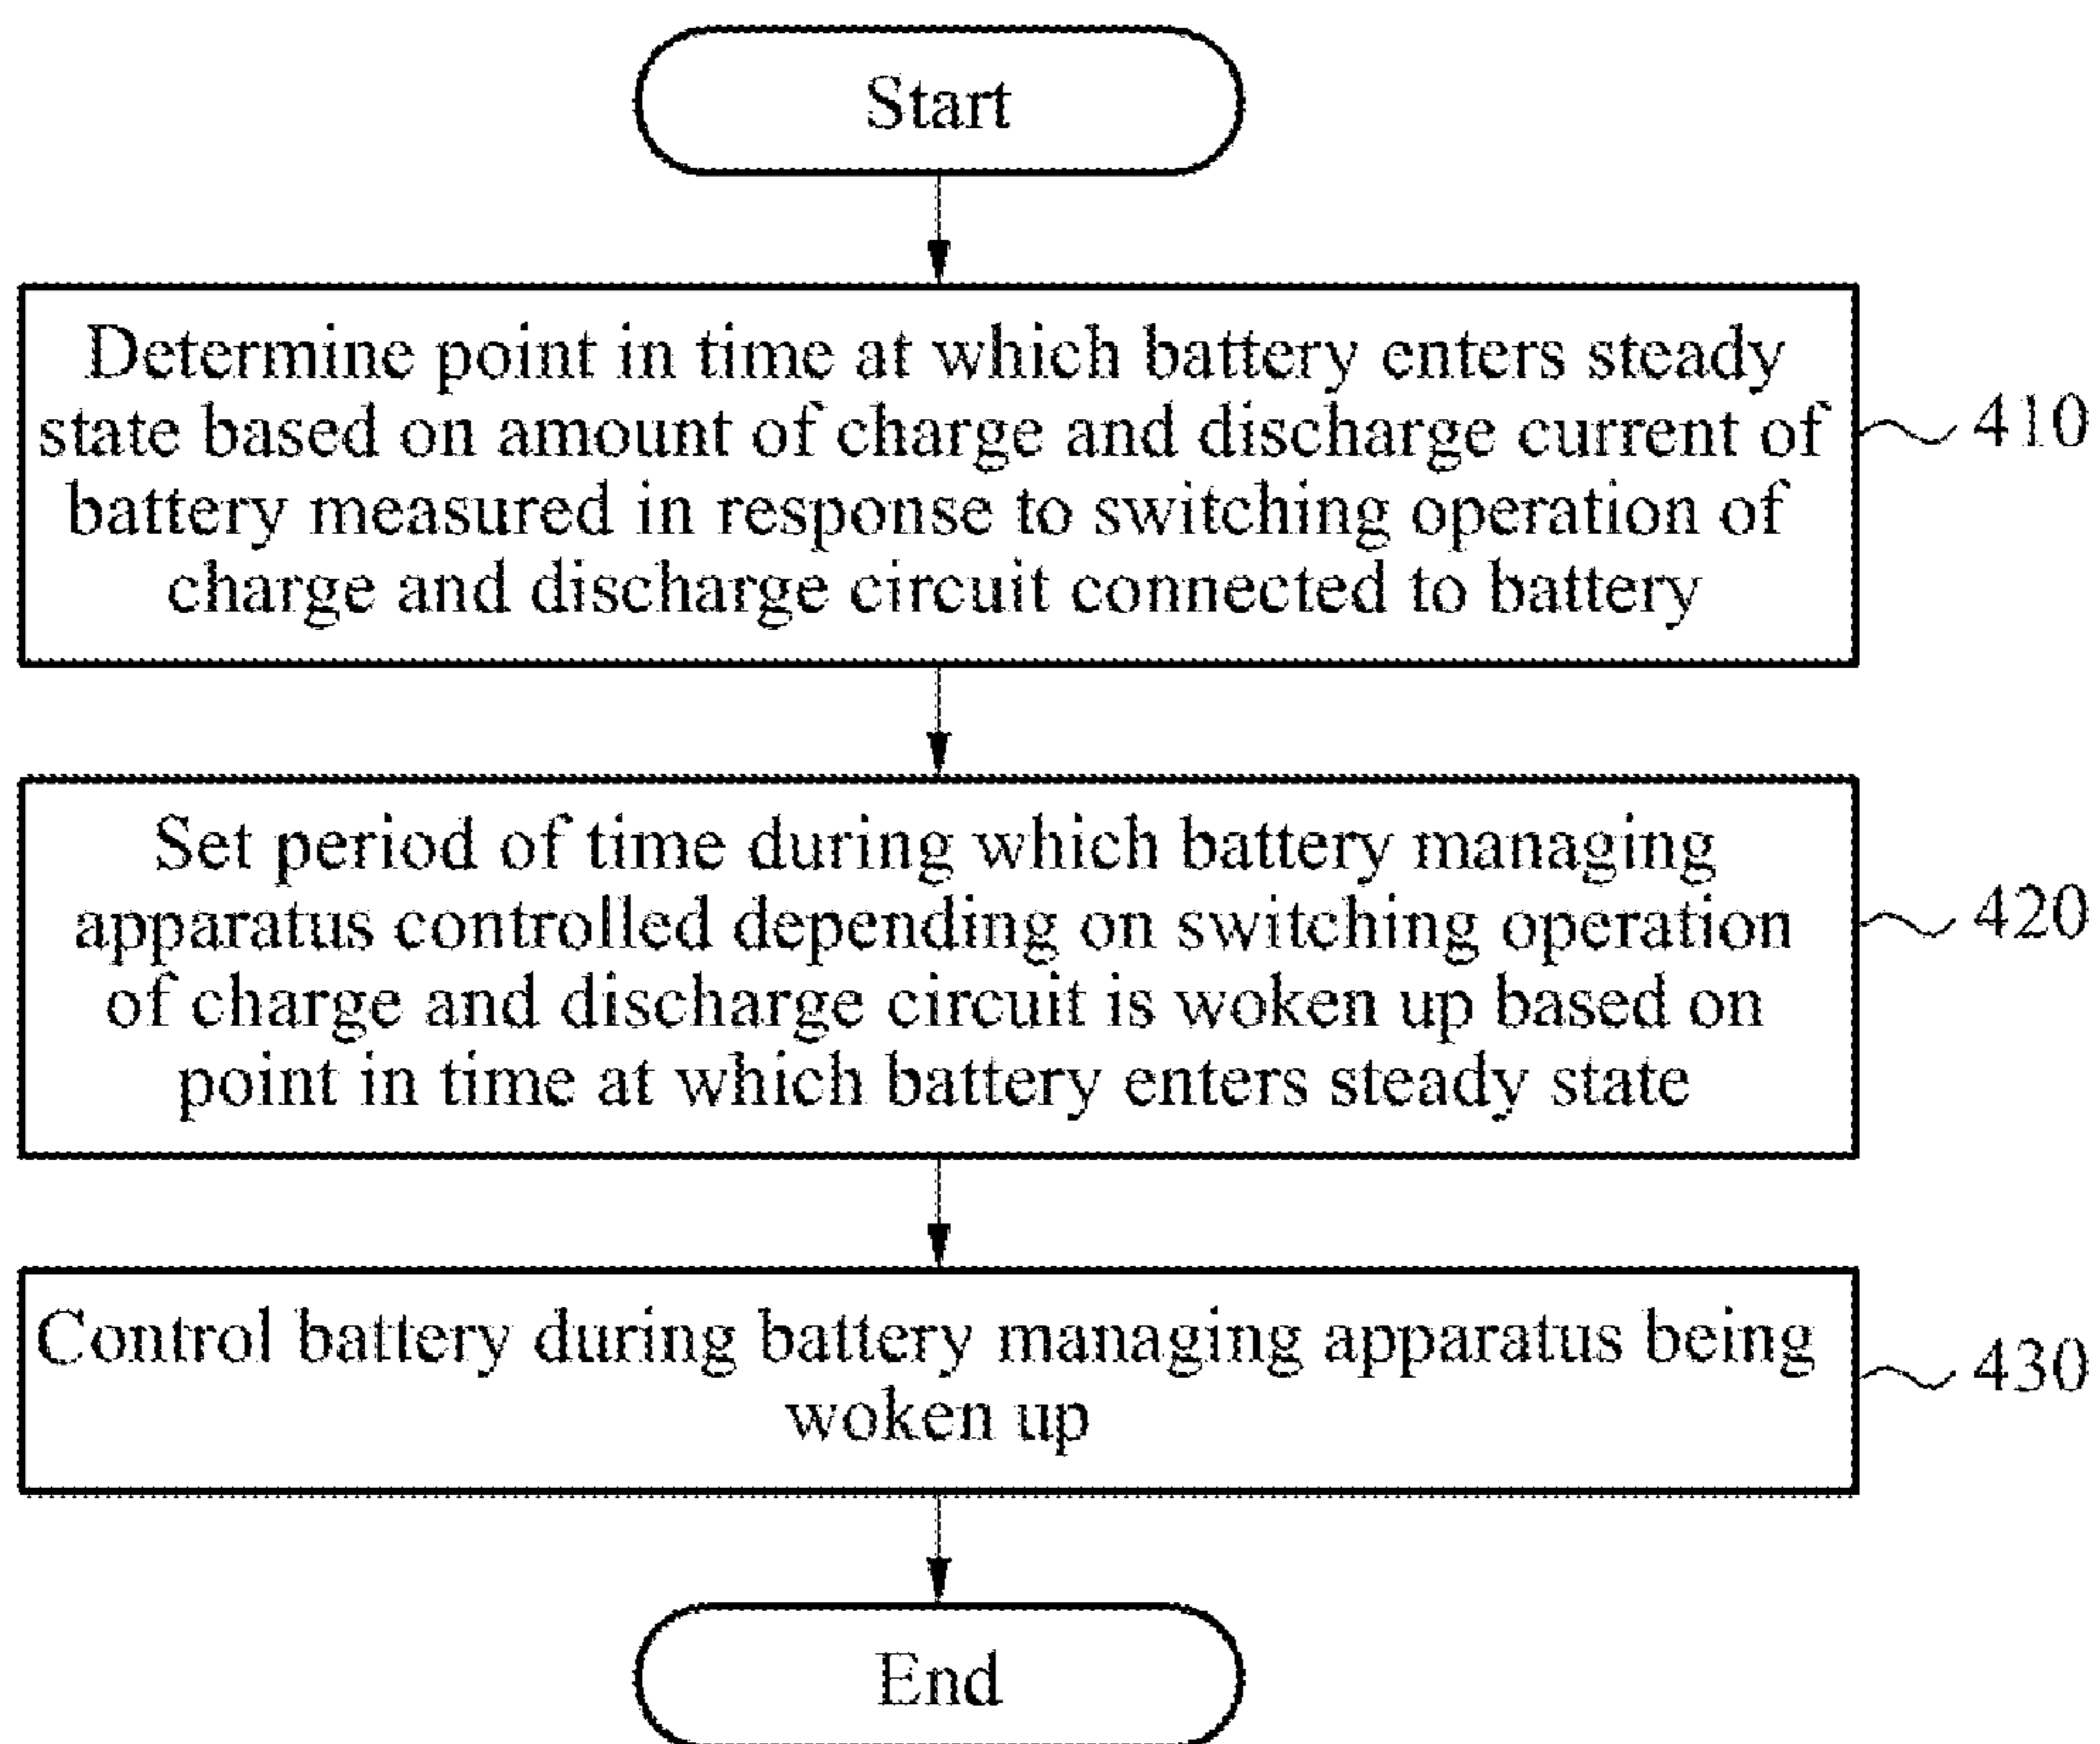 Start
Determine point in time at which battery enters steady
state based on amount of charge and discharge current of
battery measured in response to switching operation of
charge and discharge circuit connected to battery
410
Set period of time during which battery managing
apparatus controlled depending on switching operation
of charge and discharge circuit is woken up based on
point in time at which battery enters steady state
420
Control battery during battery managing apparatus being
woken up
430
End